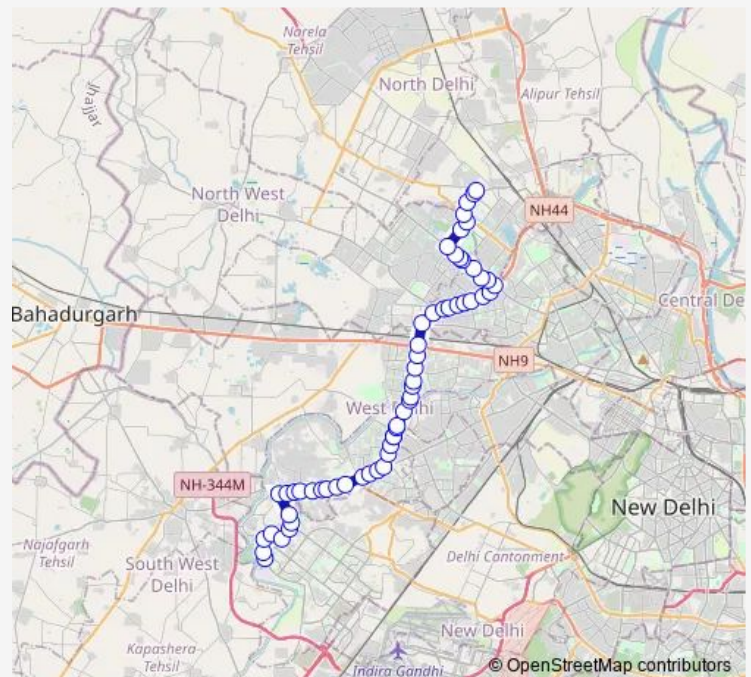 Narela
Tehsil
North Delhi
Alipur Tehsil
Jhajjar
North West
Delhi
NH44
Central De
Bahadurgarh
NH9
West Delhi
NH-344M
New Delhi
Najafgarh
Tehsil
South West
Delhi
Delhi Cantonment
New Delhi
Kapashera
Tehsil
Indira Gandhi
© OpenStreetMap contributors